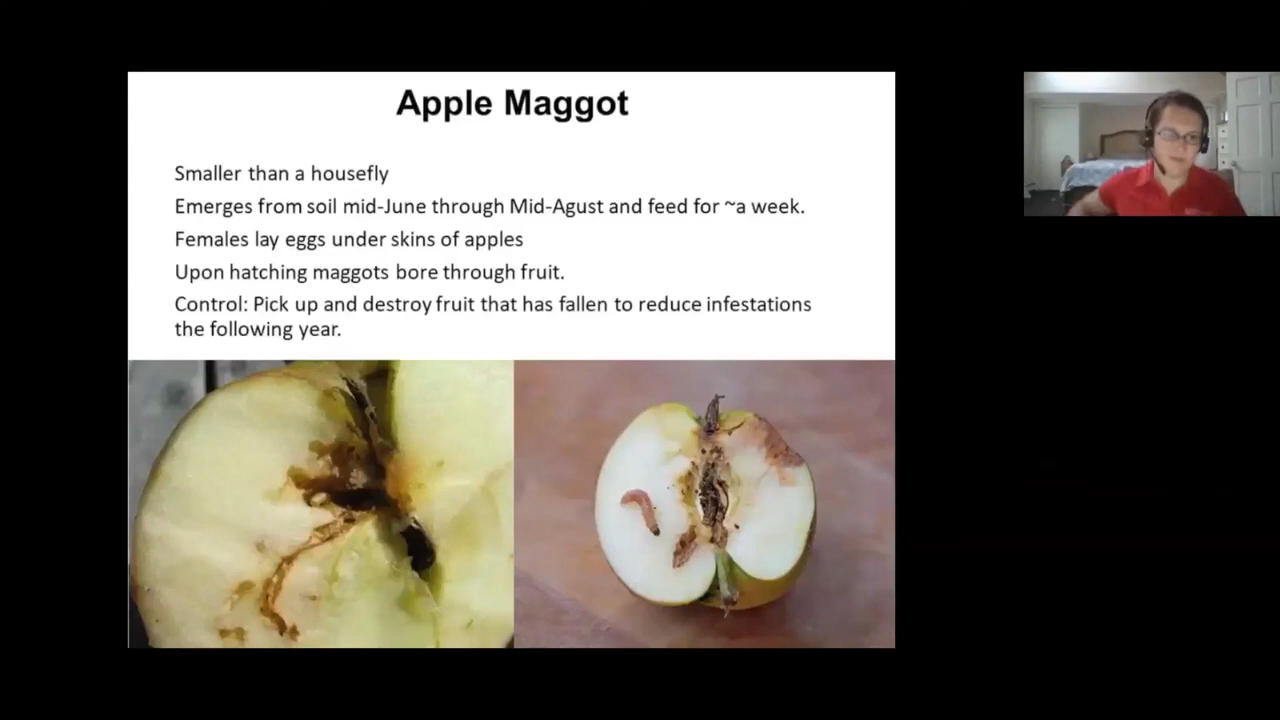 Apple Maggot
Smaller than a housefly
Emerges from soil mid-June through Mid-Agust and feed for ~a week.
Females lay eggs under skins of apples
Upon hatching maggots bore through fruit.
Control: Pick up and destroy fruit that has fallen to reduce infestations
the following year.